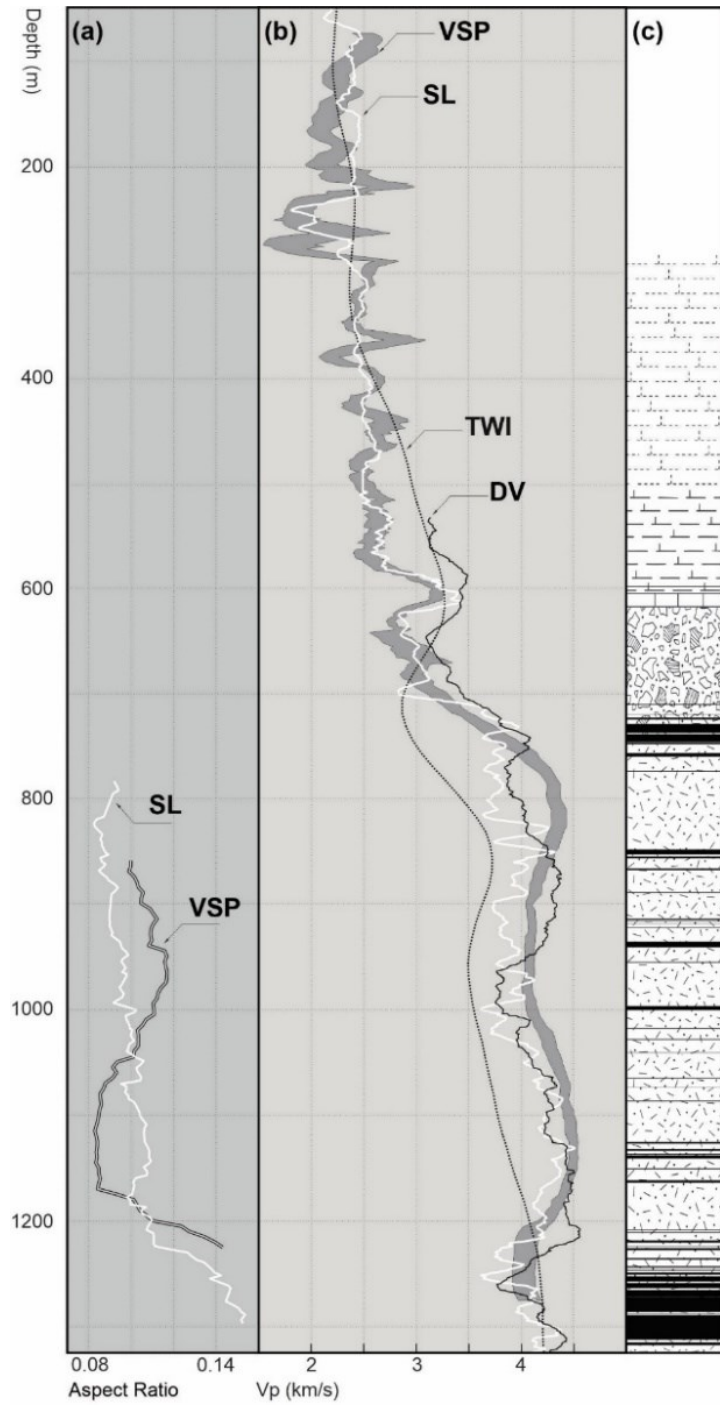 Depth (m)
(a)
(b)
(c)
VSP
SL
200
400
TWI
DV
600
800
SL
VSP
1000
1200
0.08
0.14
2
3
4
Aspect Ratio
Vp (km/s)